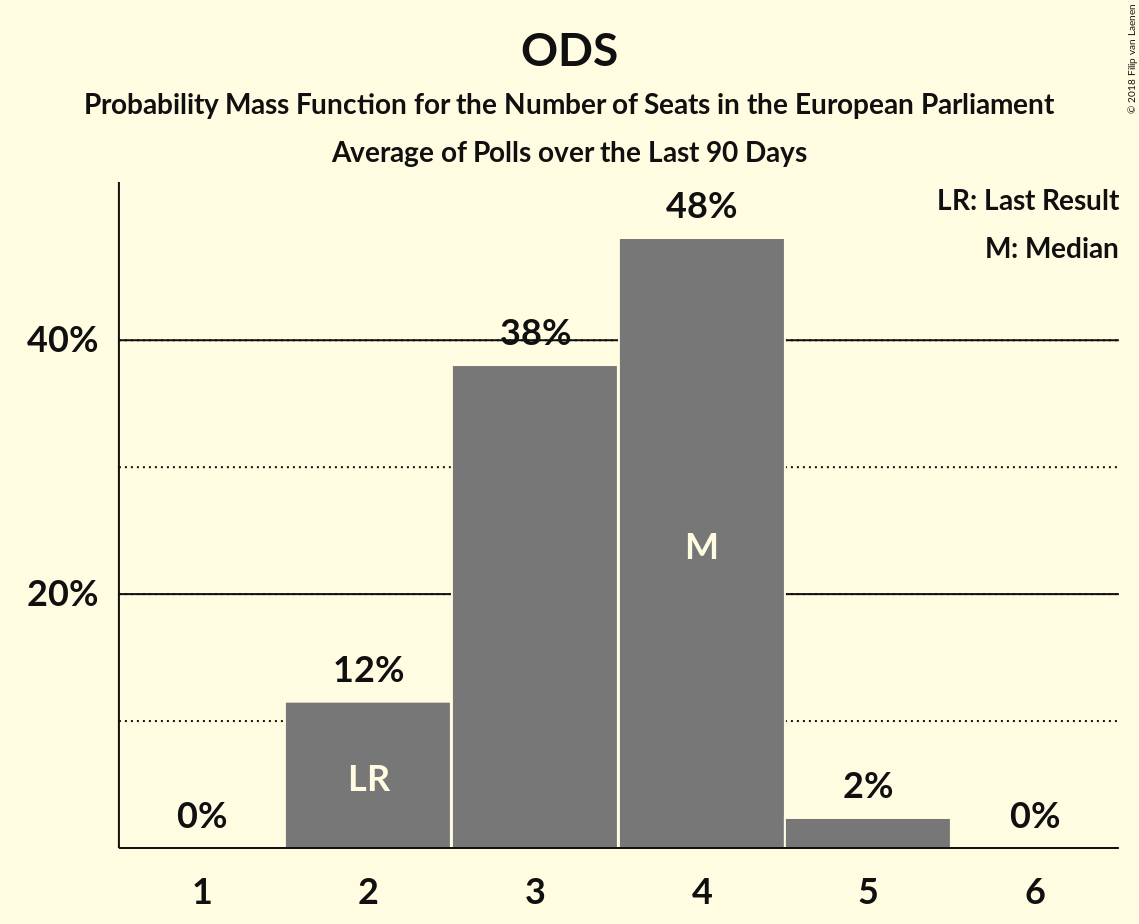 ODS
Probability Mass Function for the Number of Seats in the European Parliament
Average of Polls over the Last 90 Days
© 2018 Filip van Laenen
LR: Last Result
M: Median
40%
20%
0%
12%
38%
48%
2%
0%
LR
M
1 2 3 4 5 6